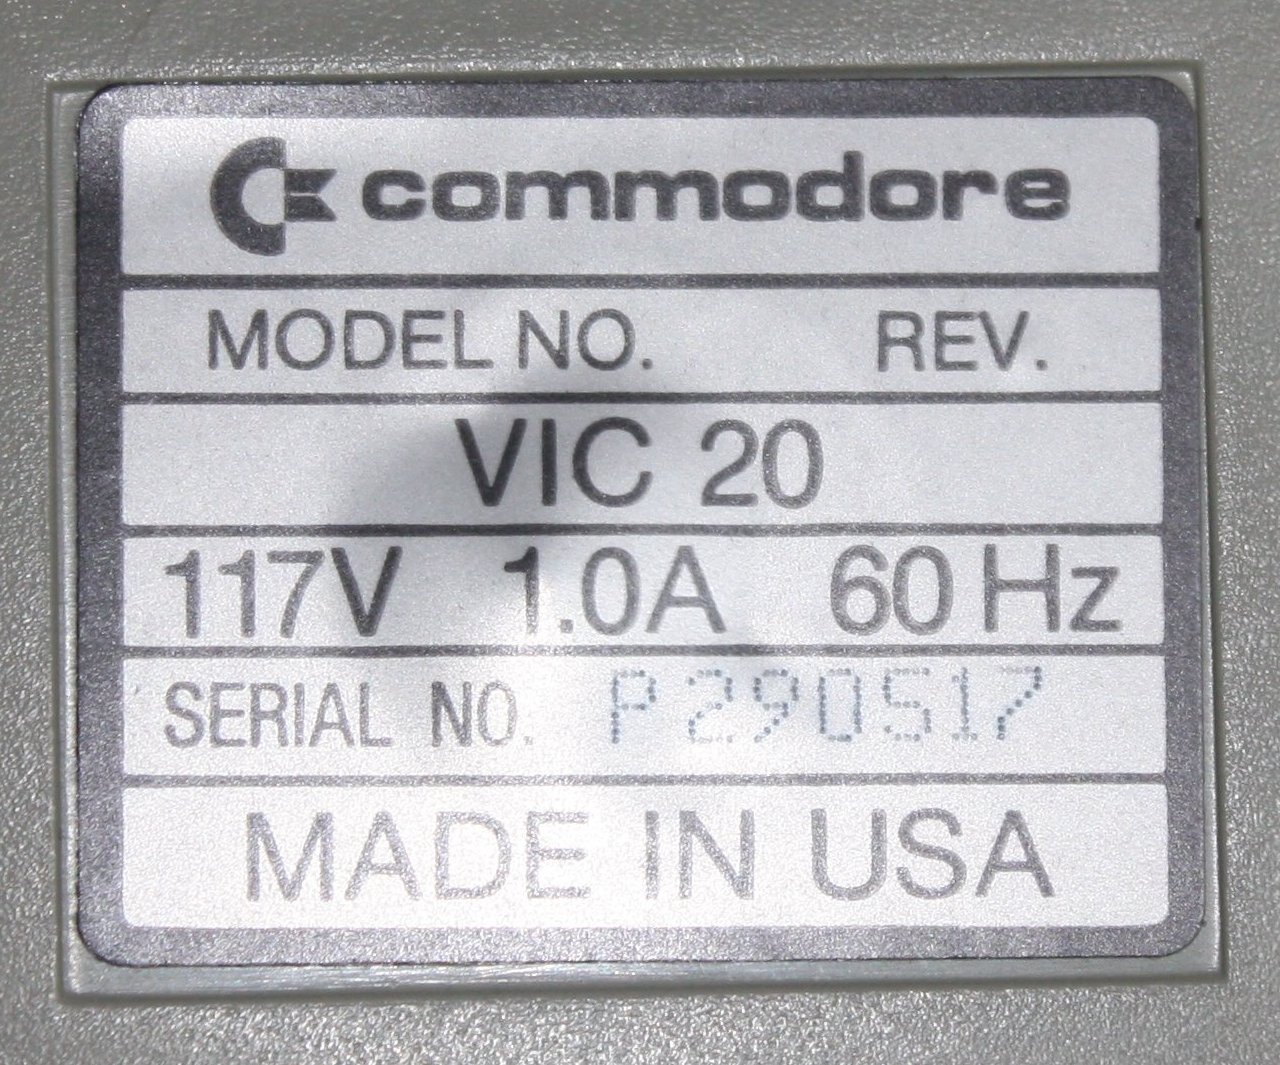 commodore
MODEL NO. REV.
VIC 20
117V 1.0A 60 Hz
SERIAL NO. P290517
MADE IN USA